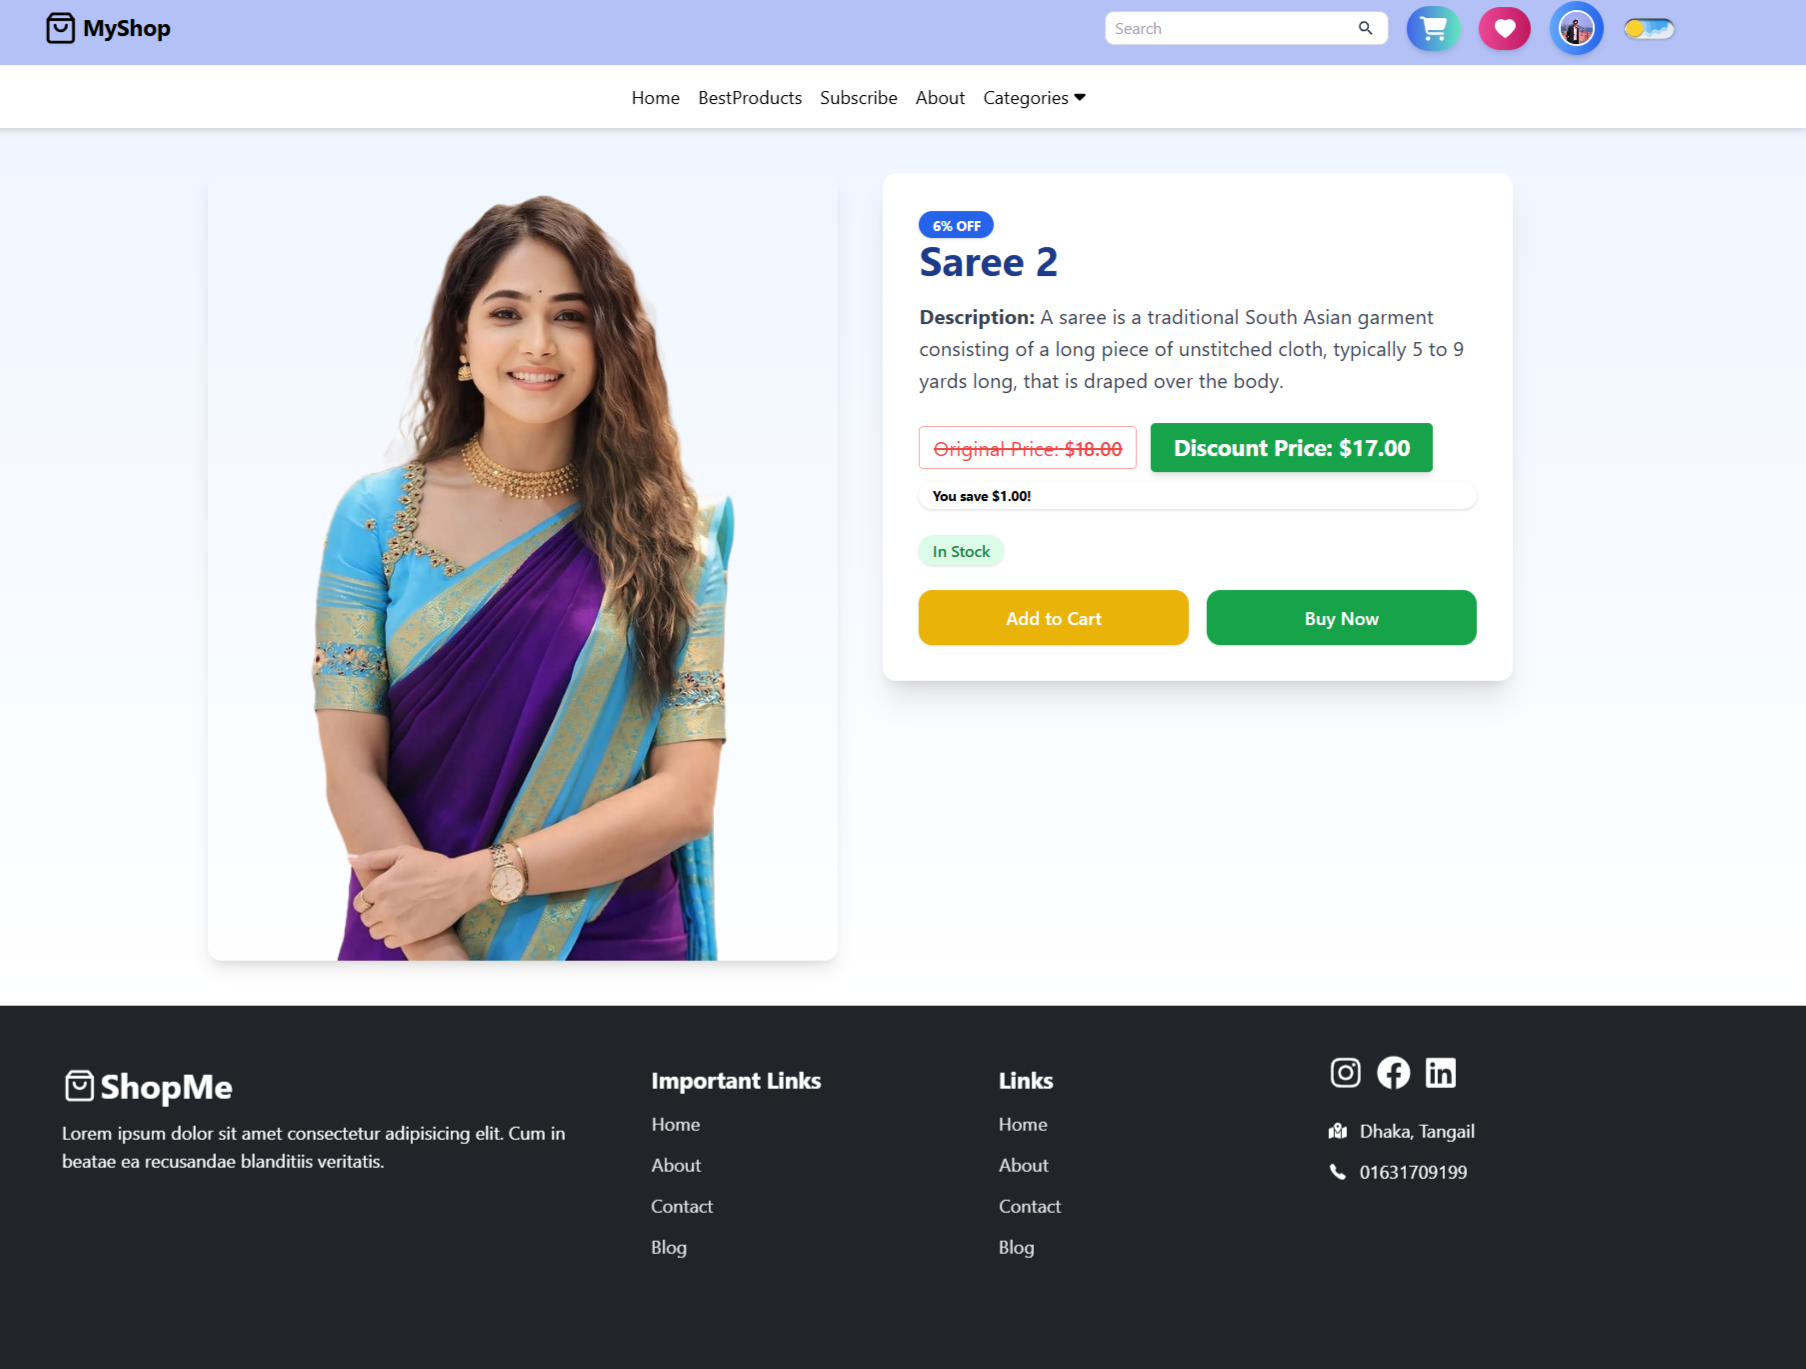 MyShop
Search
Home BestProducts Subscribe About Categories
6% OFF
Saree 2
Description: A saree is a traditional South Asian garment
consisting of a long piece of unstitched cloth, typically 5 to 9
yards long, that is draped over the body.
Original Price: $18.00 Discount Price: $17.00
You save $1.00!
In Stock
Add to Cart Buy Now
ShopMe
Lorem ipsum dolor sit amet consectetur adipisicing elit. Cum in
beatae ea recusandae blanditiis veritatis.
Important Links
Home
About
Contact
Blog
Links
Home
About
Contact
Blog
Dhaka, Tangail
01631709199